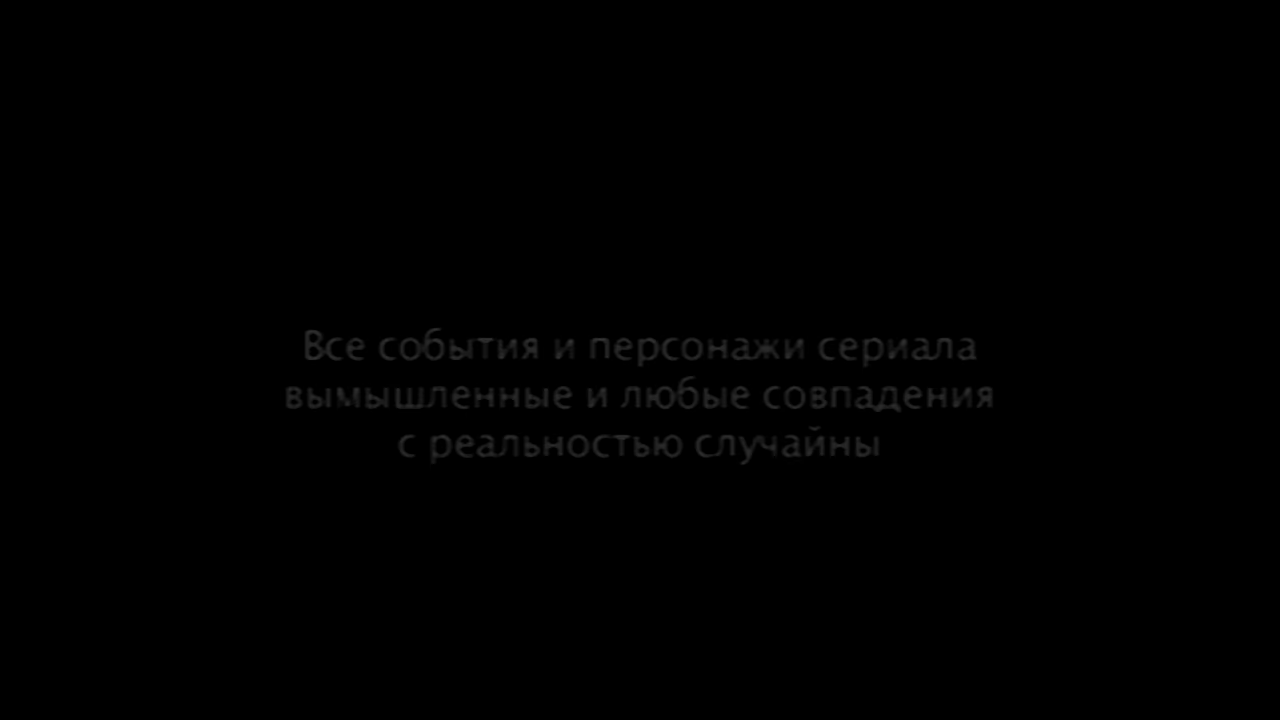 Все события и персонажи сериала
вымышленные и любые совпадения
с реальностью случайны